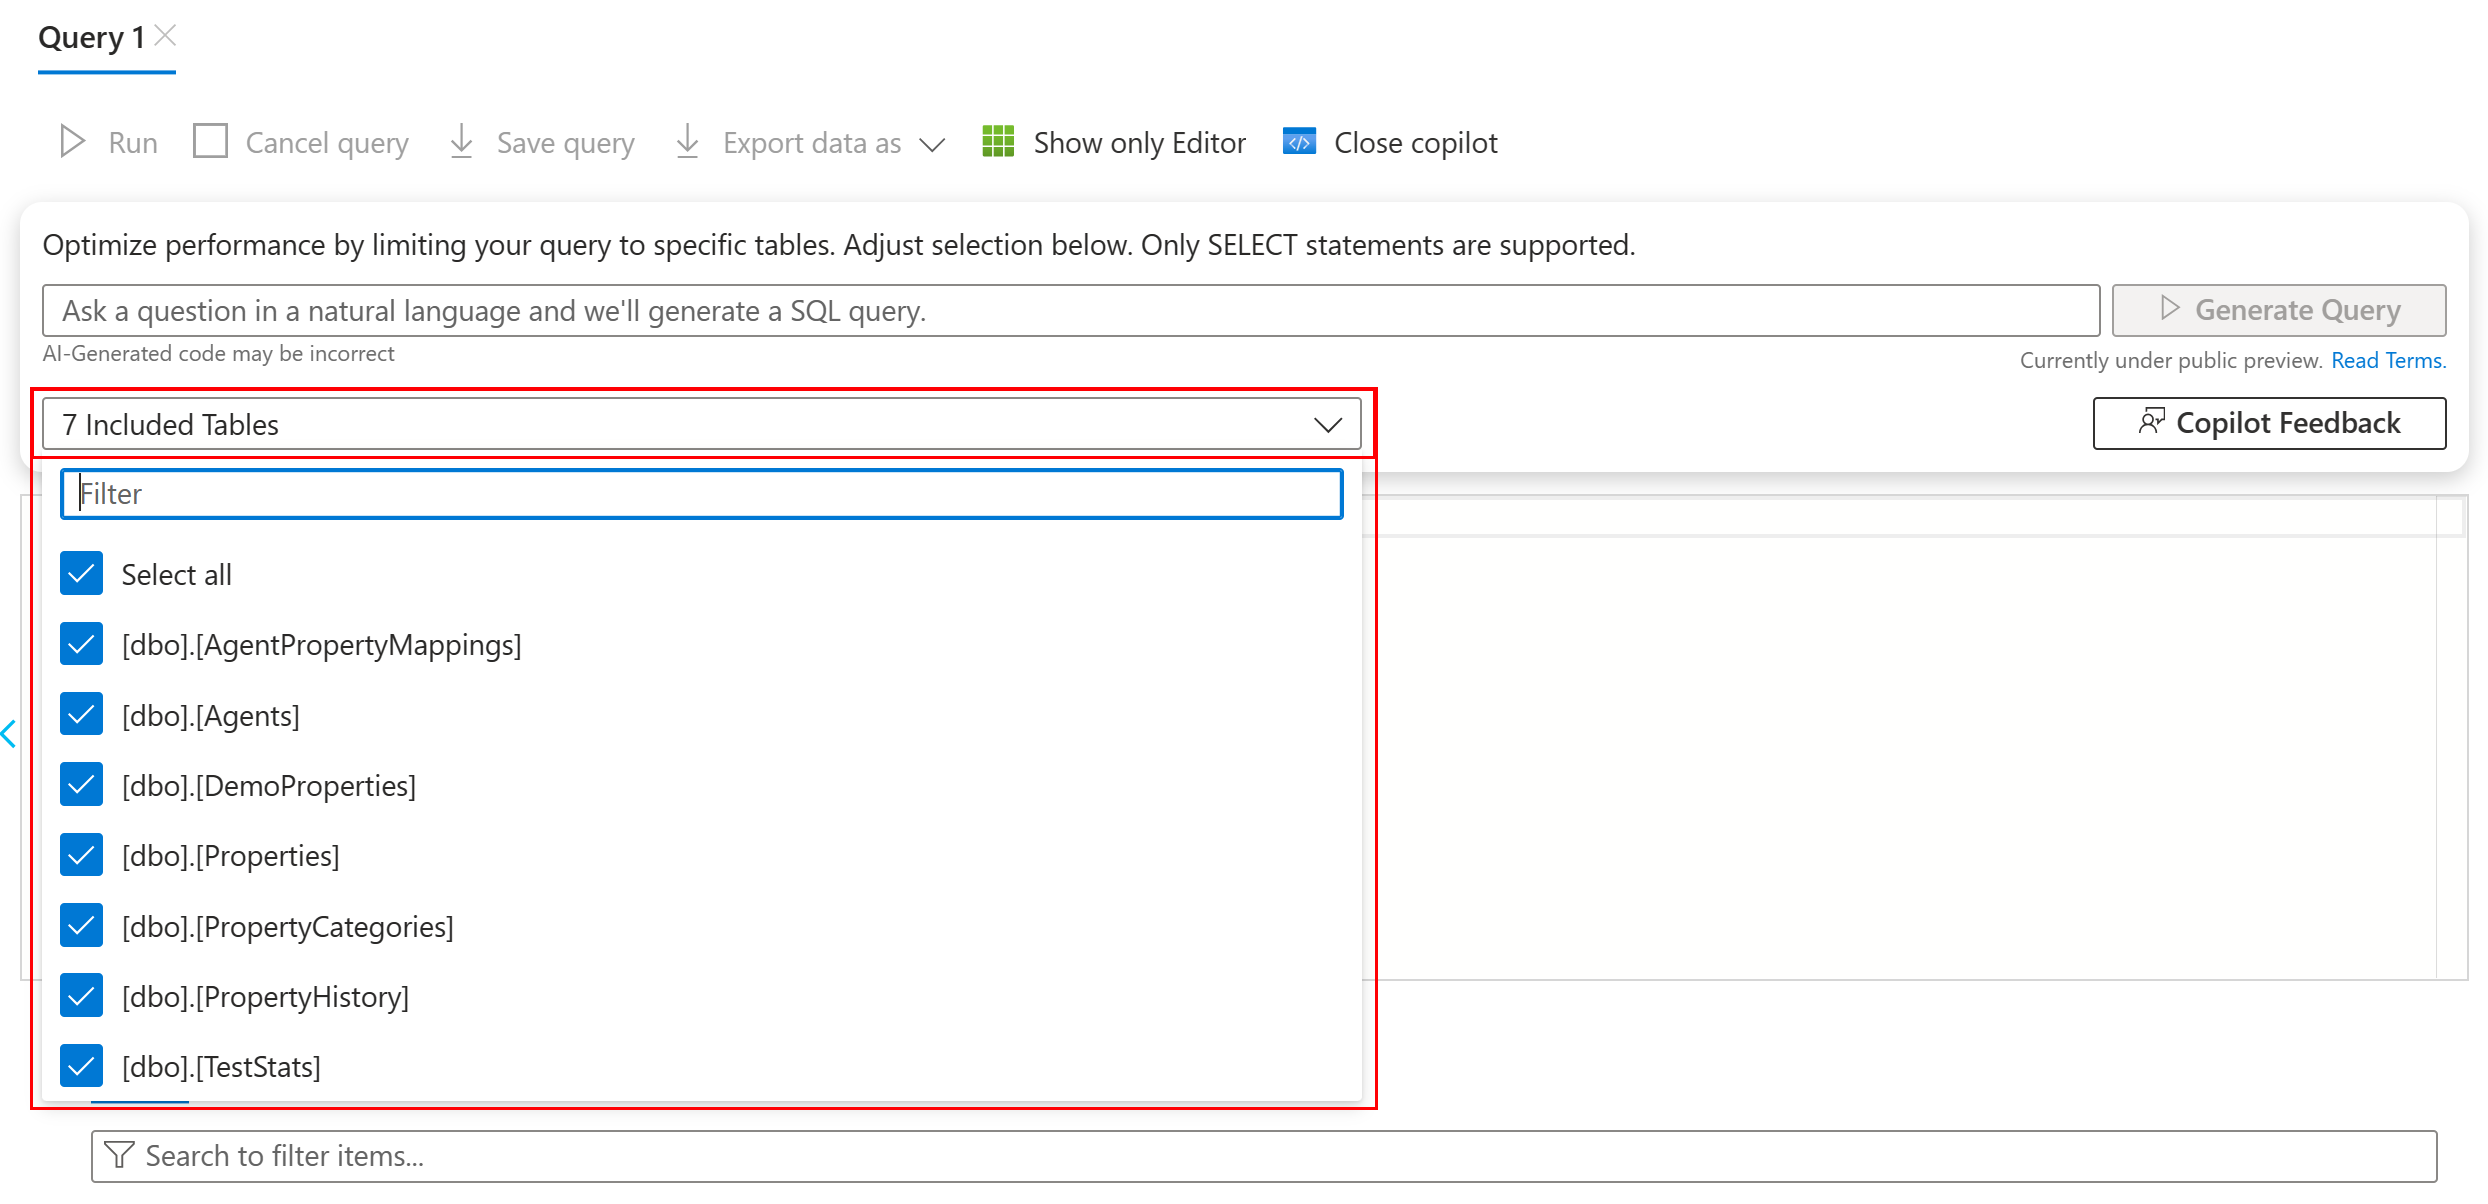 Query 1
Run Cancel query Save query Export data as Show only Editor Close copilot
Optimize performance by limiting your query to specific tables. Adjust selection below. Only SELECT statements are supported.
Ask a question in a natural language and we'll generate a SQL query. Generate Query
AI-Generated code may be incorrect Currently under public preview. Read Terms.
7 Included Tables Copilot Feedback
Filter
Select all
[dbo].[AgentPropertyMappings]
[dbo].[Agents]
[dbo].[DemoProperties]
[dbo].[Properties]
[dbo].[PropertyCategories]
[dbo].[PropertyHistory]
[dbo].[TestStats]
Search to filter items...